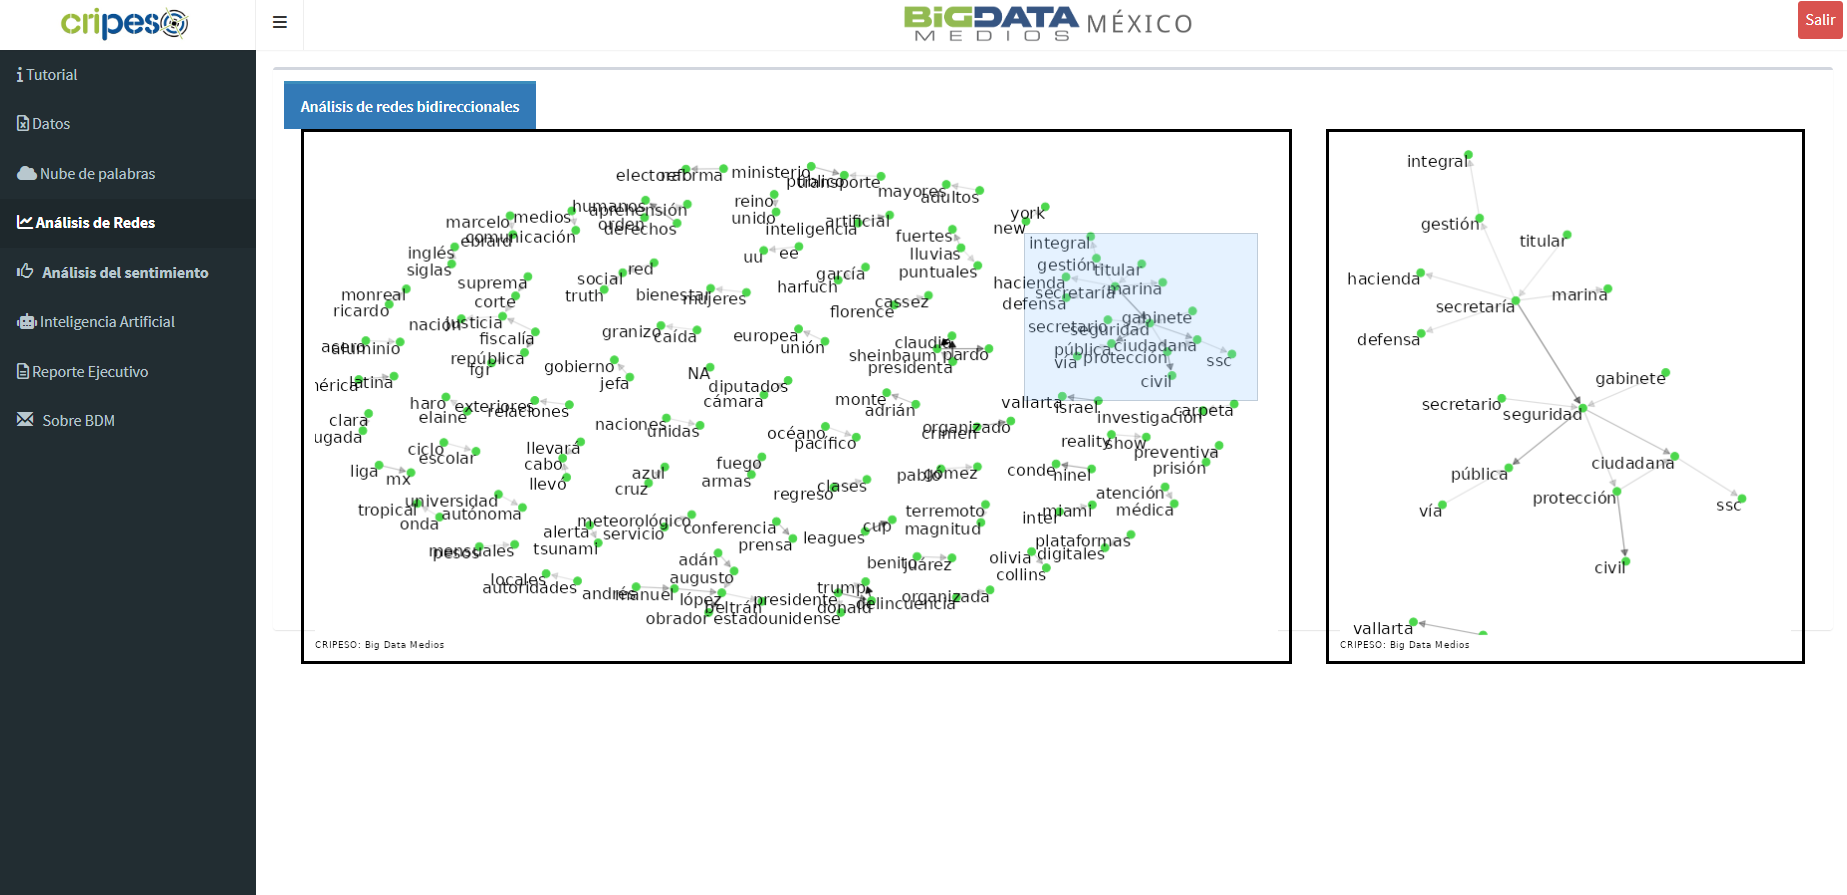 cripeso
BiGDATA
MEDIOS
MÉXICO
Salir
Tutorial
Datos
Nube de palabras
Análisis de Redes
Análisis del sentimiento
Inteligencia Artificial
Reporte Ejecutivo
Sobre BDM
Análisis de redes bidireccionales
electoral reforma ministerio
público transporte
mayores adultos
humanos aprehensión
orden derechos
reino
unido
marcelo medios
ebrard comunicación
inteligencia artificial
york
new
inglés
siglas
uu ee
fuertes
lluvias
puntuales
integral
gestión
titular
hacienda
secretaría marina
defensa
suprema
corte
social red
truth
bienestar mujeres
garcía
harfuch
cassez
florence
monreal
ricardo
nación justicia
fiscalía
república
fgr
granizo caída
europea
unión
claudia
sheinbaum pardo
presidenta
secretario gabinete
seguridad
pública ciudadana
vía protección
ssc
civil
acero aluminio
latina
gobierno
jefa
NA
diputados
cámara
monte
adrián
vallarta israel
investigación carpeta
haro exteriores
elaine relaciones
clara
naciones
unidas
océano
pacífico
organizado
crimen
reality show
preventiva
prisión
ciclo
escolar
llevará
cabo
llevó
liga mx
azul
cruz
fuego
armas
regreso clases
pablo gómez
conde ninel
atención
médica
universidad
autónoma
tropical
onda
meteorológico
servicio
alerta
tsunami
conferencia
prensa
leagues cup
terremoto
magnitud
inter miami
plataformas
digitales
mensuales
pesos
locales
autoridades
adán
augusto
benito juárez
olivia
collins
andrés manuel lópez
beltrán
obrador
trump
presidente
donald
estadounidense
delincuencia organizada
CRIPESO: Big Data Medios
integral
gestión
titular
hacienda
marina
secretaría
defensa
gabinete
secretario
seguridad
ciudadana
pública
protección
vía
ssc
civil
vallarta
CRIPESO: Big Data Medios